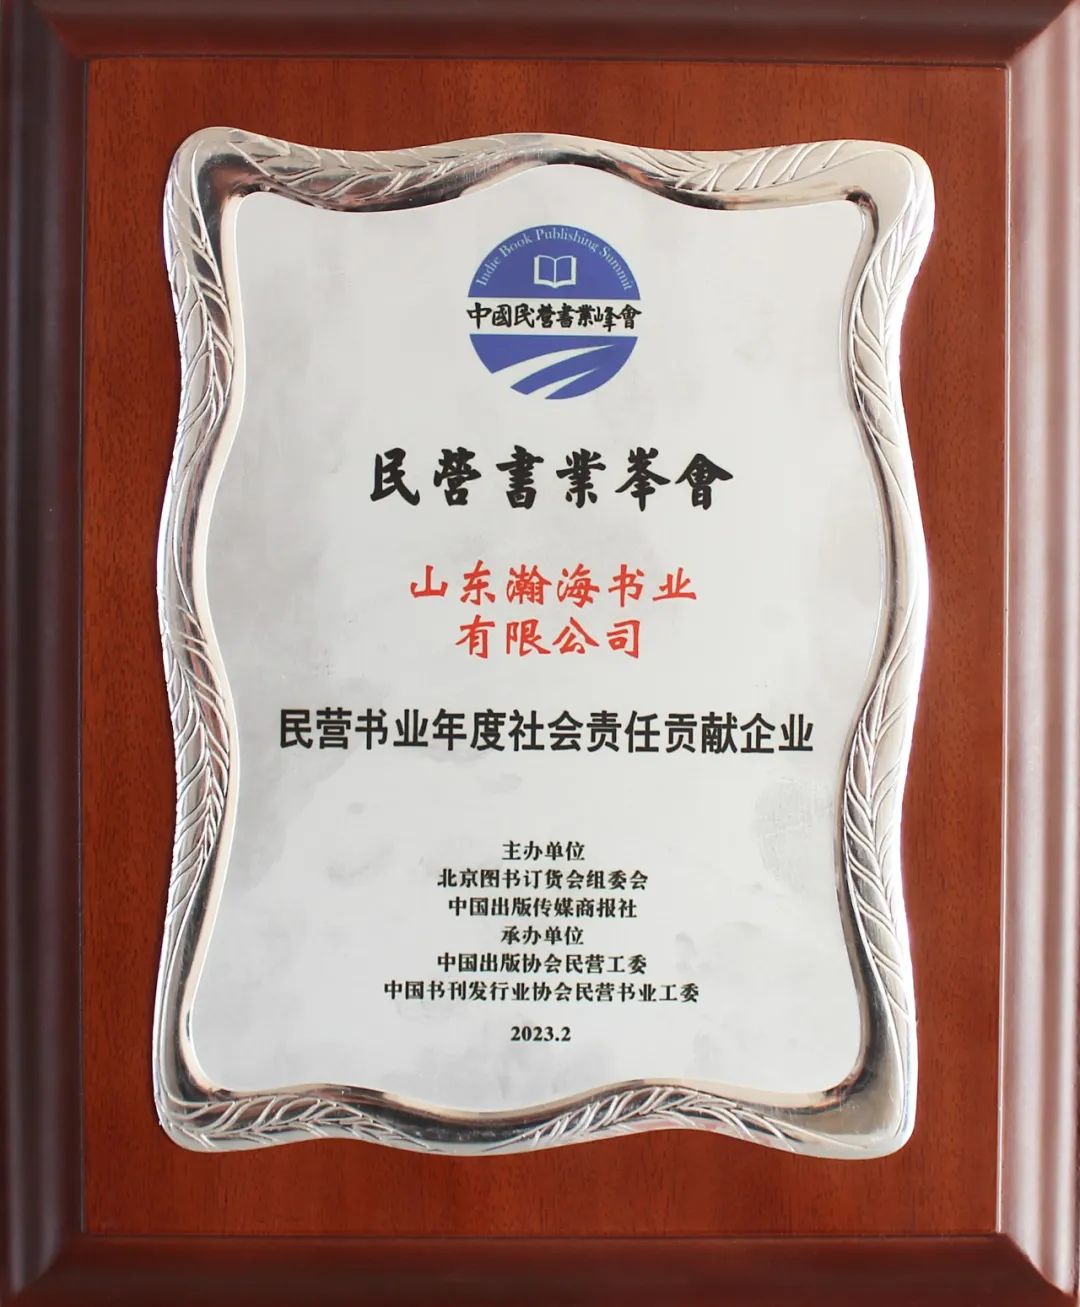 Indie Book Publishing Summit
中國民营書業峰會
民营書業峯會
山东瀚海书业
有限公司
民营书业年度社会责任贡献企业
主办单位
北京图书订货会组委会
中国出版传媒商报社
承办单位
中国出版协会民营工委
中国书刊发行业协会民营书业工委
2023.2